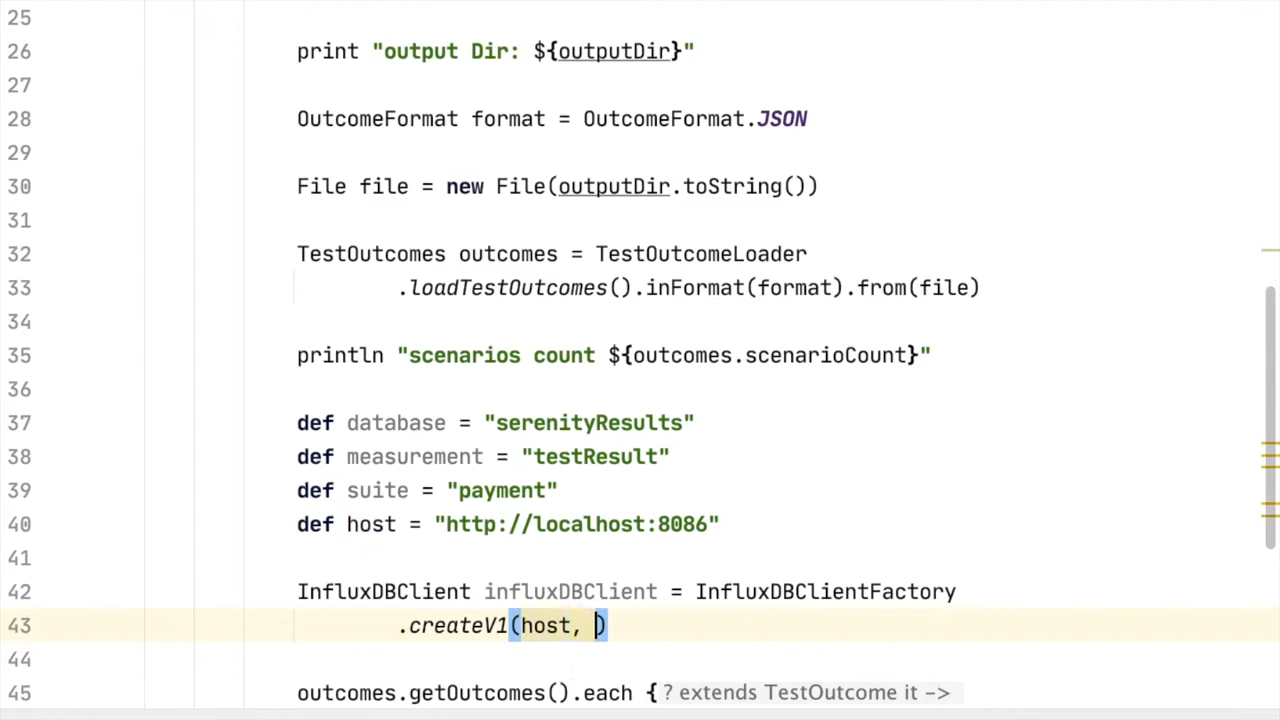 25
26 print "output Dir: ${outputDir}"
27
28 OutcomeFormat format = OutcomeFormat.JSON
29
30 File file = new File(outputDir.toString())
31
32 TestOutcomes outcomes = TestOutcomeLoader
33 .loadTestOutcomes().inFormat(format).from(file)
34
35 println "scenarios count ${outcomes.scenarioCount}"
36
37 def database = "serenityResults"
38 def measurement = "testResult"
39 def suite = "payment"
40 def host = "http://localhost:8086"
41
42 InfluxDBClient influxDBClient = InfluxDBClientFactory
43 .createV1(host, )
44
45 outcomes.getOutcomes().each { ? extends TestOutcome it ->